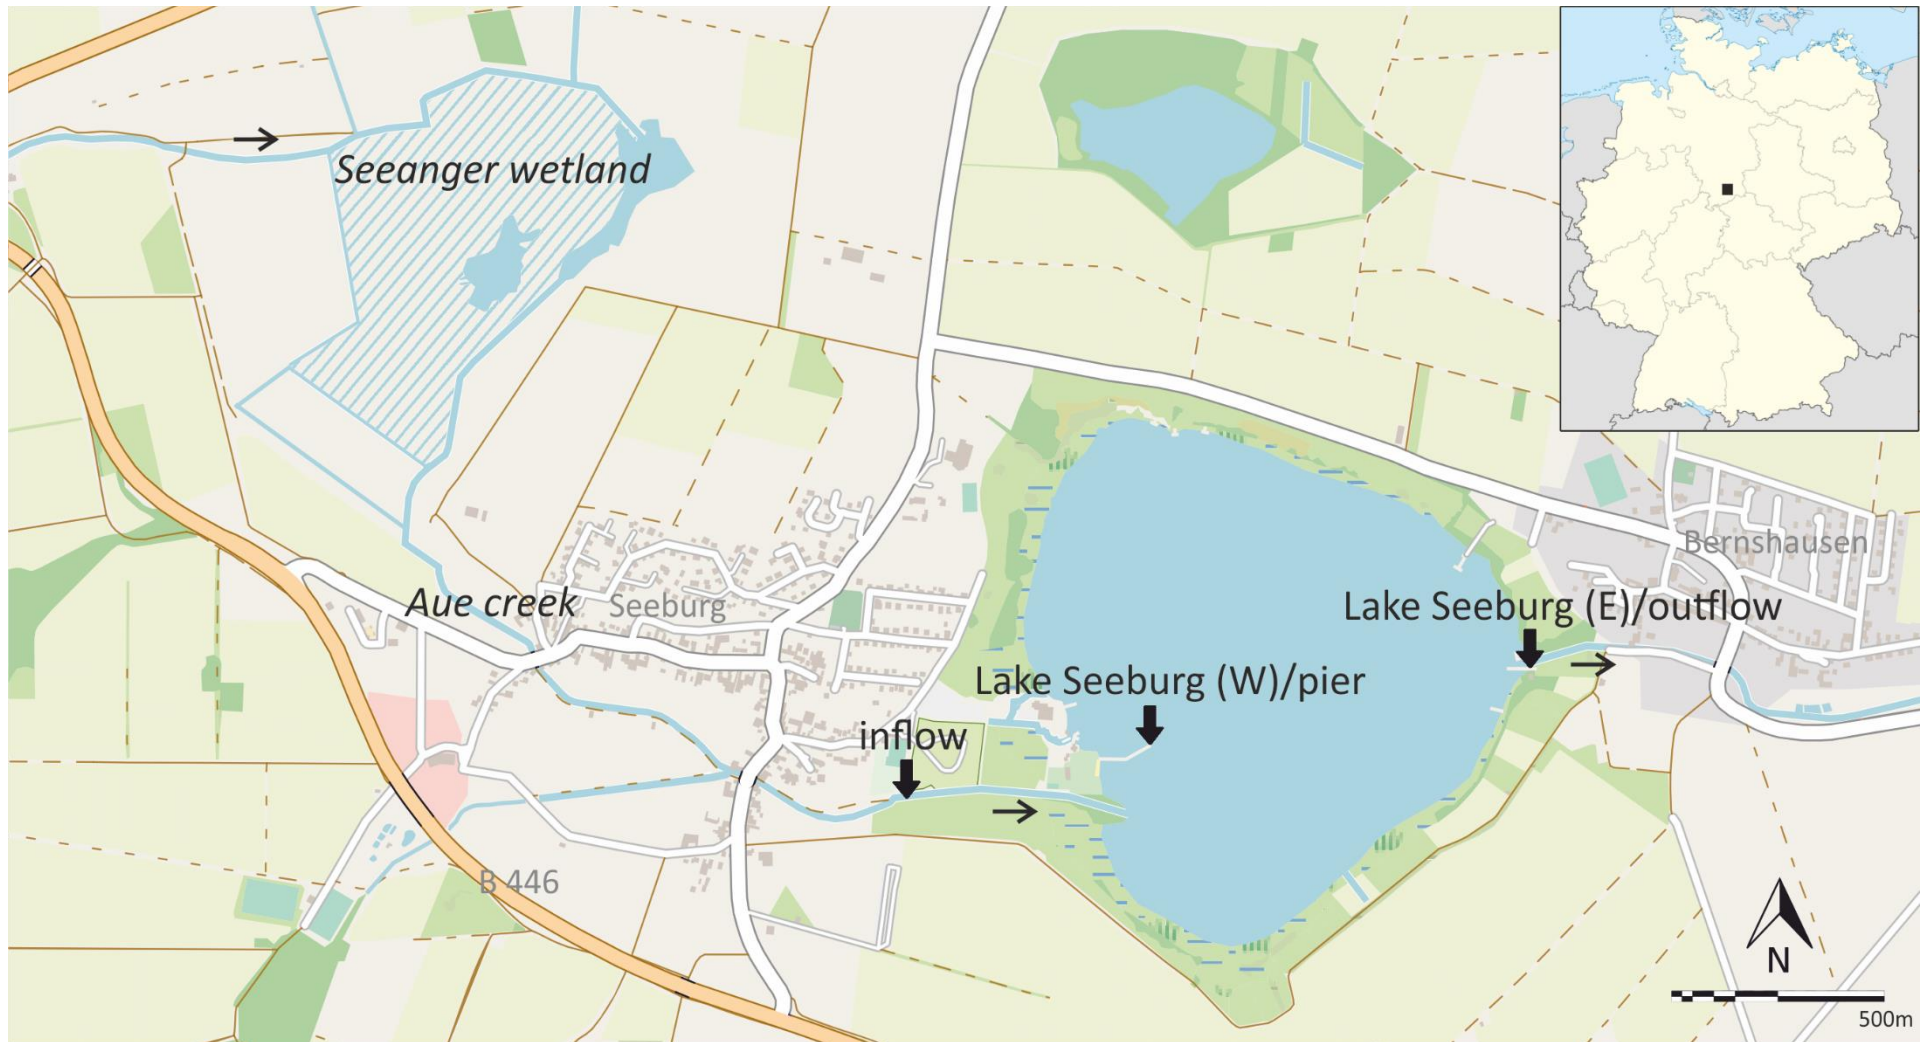 Seeanger wetland
Bernshausen
Aue creek
Seeburg
Lake Seeburg (E)/outflow
Lake Seeburg (W)/pier
inflow
B 446
N
500m